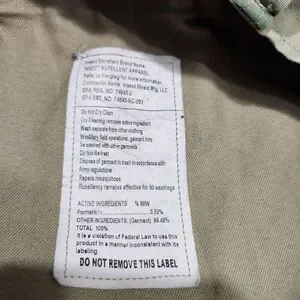 Insect Repellent Brand Name:
INSECT REPELLENT APPAREL
Refer to Hangtag for more information
Contractor Name, Insect Shield Mfg, LLC
EPA REG. NO. 74843-2
EPA EST. NO. 74843-NC-001
Do Not Dry Clean
Dry Cleaning removes active ingredient
Wash separate from other clothing
In military field operations, garment may
be washed with other garments
Do Not Retreat
Dispose of garment in trash in accordance with
Army regulations
Repels mosquitoes
Repellency remains effective for 50 washings
ACTIVE INGREDIENTS % W/W
Permethrin 0.52%
OTHER INGREDIENTS: (Garment) 99.48%
TOTAL 100%
It is a violation of Federal Law to use this
product in a manner inconsistent with its
labeling.
DO NOT REMOVE THIS LABEL